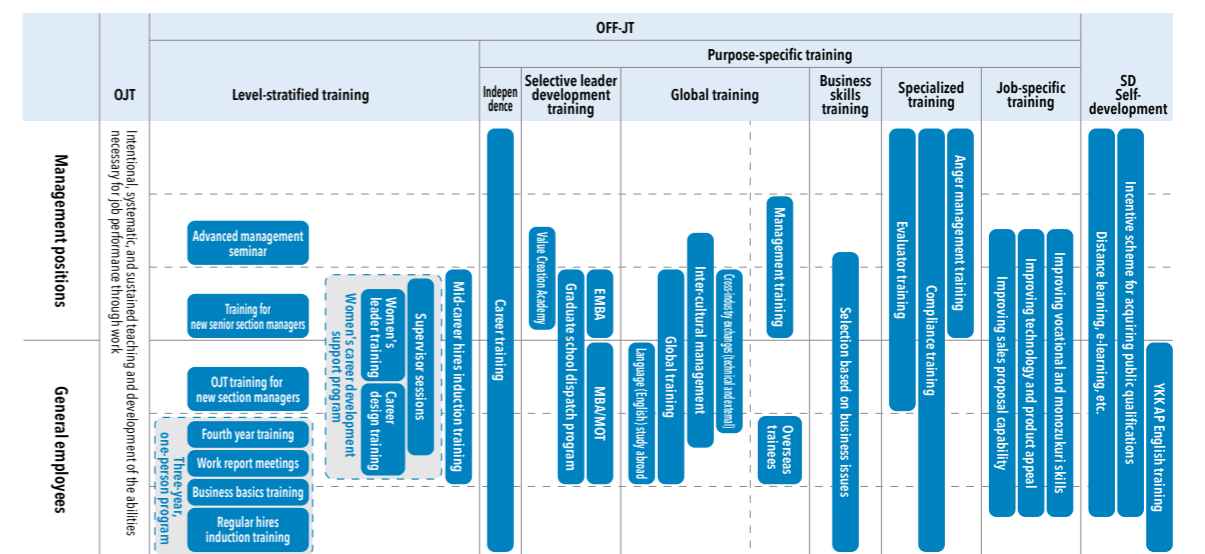 OFF-JT
Purpose-specific training
OJT
Level-stratified training
Indepen
dence
Selective leader
development
training
Global training
Business
skills
training
Specialized
training
Job-specific
training
SD
Self-
development
Management positions
General employees
Intentional, systematic, and sustained teaching and development of the abilities
necessary for job performance through work
Advanced management
seminar
Training for
new senior section managers
OJT training for
new section managers
Fourth year training
Work report meetings
Business basics training
Regular hires
induction training
Three-year,
one-person program
Supervisor sessions
Women's
leader training
Career
design training
Women's career development
support program
Mid-career hires induction training
Career training
Value Creation Academy
Graduate school dispatch program
EMBA
MBA/MOT
Language (English) study abroad
Global training
Inter-cultural management
Cross-industry exchanges (technical and external)
Management training
Overseas
trainees
Selection based on business issues
Evaluator training
Compliance training
Anger management training
Improving sales proposal capability
Improving technology and product appeal
Improving vocational and monozukuri skills
Distance learning, e-learning, etc.
Incentive scheme for acquiring public qualifications
YKK AP English training